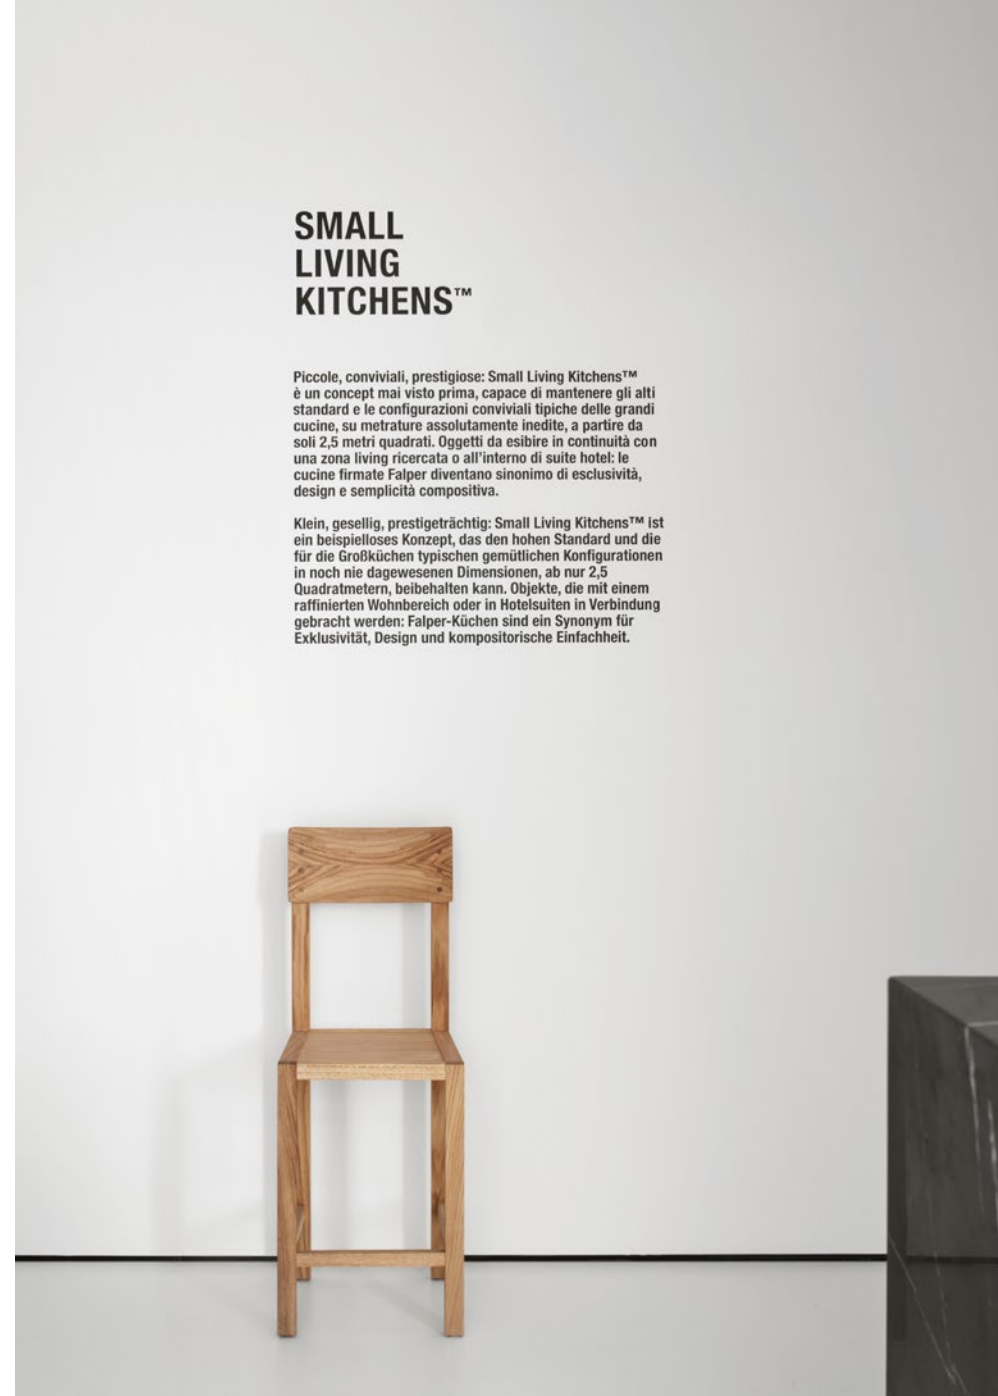 SMALL
LIVING
KITCHENS™
Piccole, conviviali, prestigiose: Small Living Kitchens™
è un concept mai visto prima, capace di mantenere gli alti
standard e le configurazioni conviviali tipiche delle grandi
cucine, su metrature assolutamente inedite, a partire da
soli 2,5 metri quadrati. Oggetti da esibire in continuità con
una zona living ricercata o all'interno di suite hotel: le
cucine firmate Falper diventano sinonimo di esclusività,
design e semplicità compositiva.
Klein, gesellig, prestigeträchtig: Small Living Kitchens™ ist
ein beispielloses Konzept, das den hohen Standard und die
für die Großküchen typischen gemütlichen Konfigurationen
in noch nie dagewesenen Dimensionen, ab nur 2,5
Quadratmetern, beibehalten kann. Objekte, die mit einem
raffinierten Wohnbereich oder in Hotelsuiten in Verbindung
gebracht werden: Falper-Küchen sind ein Synonym für
Exklusivität, Design und kompositorische Einfachheit.